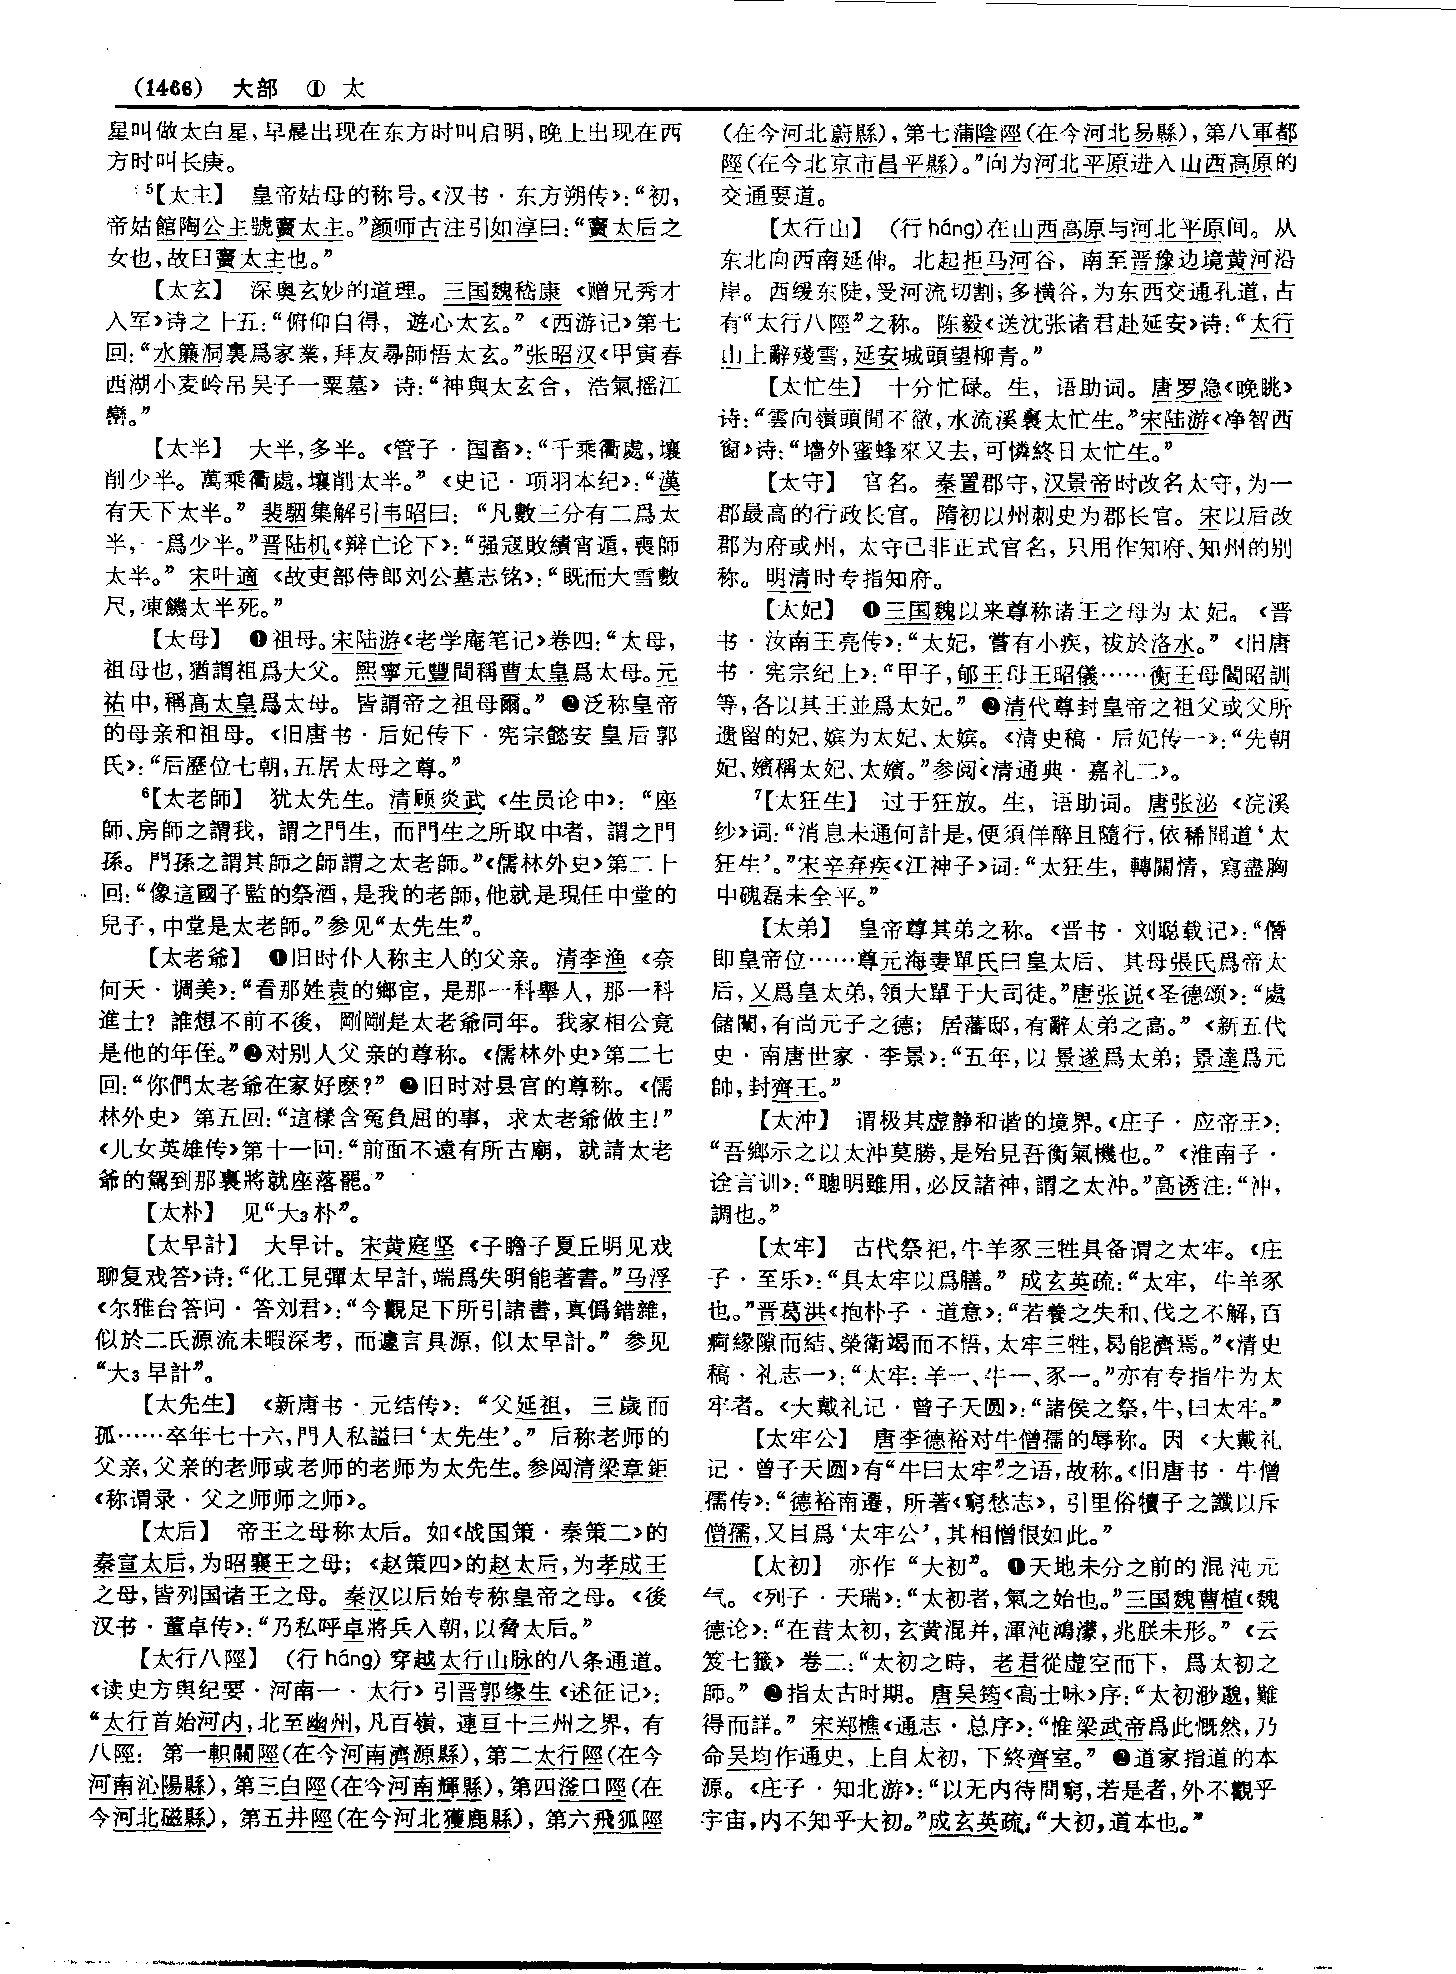 (1466) 大部 ① 太
星叫做太白星,早晨出现在东方时叫启明,晚上出现在西
方时叫长庚。
⁵【太主】 皇帝姑母的称号。《汉书·东方朔传》:“初,
帝姑館陶公主號竇太主。”颜师古注引如淳曰:“竇太后之
女也,故曰竇太主也。”
【太玄】 深奥玄妙的道理。三国魏嵇康《赠兄秀才
入军》诗之十五:“俯仰自得,遊心太玄。”《西游记》第七
回:“水簾洞裏爲家業,拜友尋師悟太玄。”张昭汉《甲寅春
西湖小麦岭吊吴子一粟墓》诗:“神與太玄合,浩氣摇江
巒。”
【太半】 大半,多半。《管子·国畜》:“千乘衢處,壤
削少半。萬乘衢處,壤削太半。”《史记·项羽本纪》:“漢
有天下太半。”裴駰集解引韦昭曰:“凡數三分有二爲太
半,一爲少半。”晋陆机《辩亡论下》:“强寇敗績宵遁,喪師
太半。”宋叶適《故吏部侍郎刘公墓志铭》:“既而大雪數
尺,凍饑太半死。”
【太母】 ❶祖母。宋陆游《老学庵笔记》卷四:“太母,
祖母也,猶謂祖爲大父。熙寧元豐間稱曹太皇爲太母。元
祐中,稱高太皇爲太母。皆謂帝之祖母爾。”❷泛称皇帝
的母亲和祖母。《旧唐书·后妃传下·宪宗懿安皇后郭
氏》:“后歷位七朝,五居太母之尊。”
⁶【太老師】 犹太先生。清顾炎武《生员论中》:“座
師、房師之謂我,謂之門生,而門生之所取中者,謂之門
孫。門孫之謂其師之師謂之太老師。”《儒林外史》第二十
回:“像這國子監的祭酒,是我的老師,他就是現任中堂的
兒子,中堂是太老師。”参见“太先生”。
【太老爺】 ❶旧时仆人称主人的父亲。清李渔《奈
何天·调美》:“看那姓袁的鄉宦,是那一科舉人,那一科
進士?誰想不前不後,剛剛是太老爺同年。我家相公竟
是他的年侄。”❷对别人父亲的尊称。《儒林外史》第二七
回:“你們太老爺在家好麽?”❷旧时对县官的尊称。《儒
林外史》第五回:“這樣含冤負屈的事,求太老爺做主!”
《儿女英雄传》第十一回:“前面不遠有所古廟,就請太老
爺的駕到那裏將就座落罷。”
【太朴】 见“大₃朴”。
【太早計】 大早计。宋黄庭坚《子瞻子夏丘明见戏
聊复戏答》诗:“化工見彈太早計,端爲失明能著書。”马浮
《尔雅台答问·答刘君》:“今觀足下所引諸書,真僞錯雜,
似於二氏源流未暇深考,而遽言具源,似太早計。”参见
“大₃早計”。
【太先生】 《新唐书·元结传》:“父延祖,三歲而
孤……卒年七十六,門人私謚曰‘太先生’。”后称老师的
父亲,父亲的老师或老师的老师为太先生。参阅清梁章鉅
《称谓录·父之师师之师》。
【太后】 帝王之母称太后。如《战国策·秦策二》的
秦宣太后,为昭襄王之母;《赵策四》的赵太后,为孝成王
之母,皆列国诸王之母。秦汉以后始专称皇帝之母。《後
汉书·董卓传》:“乃私呼卓將兵入朝,以脅太后。”
【太行八陘】 (行háng)穿越太行山脉的八条通道。
《读史方舆纪要·河南一·太行》引晋郭缘生《述征记》:
“太行首始河内,北至幽州,凡百嶺,連亘十三州之界,有
八陘:第一軹關陘(在今河南濟源縣),第二太行陘(在今
河南沁陽縣),第三白陘(在今河南輝縣),第四滏口陘(在
今河北磁縣),第五井陘(在今河北獲鹿縣),第六飛狐陘
(在今河北蔚縣),第七蒲陰陘(在今河北易縣),第八軍都
陘(在今北京市昌平縣)。”向为河北平原进入山西高原的
交通要道。
【太行山】 (行háng)在山西高原与河北平原间。从
东北向西南延伸。北起拒马河谷,南至晋豫边境黄河沿
岸。西缓东陡,受河流切割;多横谷,为东西交通孔道,占
有“太行八陘”之称。陈毅《送沈张诸君赴延安》诗:“太行
山上辭殘雪,延安城頭望柳青。”
【太忙生】 十分忙碌。生,语助词。唐罗隐《晚眺》
诗:“雲向嶺頭閒不徹,水流溪裏太忙生。”宋陆游《净智西
窗》诗:“墙外蜜蜂來又去,可憐終日太忙生。”
【太守】 官名。秦置郡守,汉景帝时改名太守,为一
郡最高的行政长官。隋初以州刺史为郡长官。宋以后改
郡为府或州,太守已非正式官名,只用作知府、知州的别
称。明清时专指知府。
【太妃】 ❶三国魏以来尊称诸王之母为太妃。《晋
书·汝南王亮传》:“太妃,嘗有小疾,祓於洛水。”《旧唐
书·宪宗纪上》:“甲子,郇王母王昭儀……衡王母閻昭訓
等,各以其王並爲太妃。”❷清代尊封皇帝之祖父或父所
遗留的妃、嫔为太妃、太嫔。《清史稿·后妃传一》:“先朝
妃、嬪稱太妃、太嬪。”参阅《清通典·嘉礼二》。
⁷【太狂生】 过于狂放。生,语助词。唐张泌《浣溪
纱》词:“消息未通何計是,便須佯醉且隨行,依稀聞道‘太
狂生’。”宋辛弃疾《江神子》词:“太狂生,轉關情,寫盡胸
中磈磊未全平。”
【太弟】 皇帝尊其弟之称。《晋书·刘聪载记》:“僭
即皇帝位……尊元海妻單氏曰皇太后、其母張氏爲帝太
后,乂爲皇太弟,領大單于大司徒。”唐张说《圣德颂》:“處
儲闈,有尚元子之德;居藩邸,有辭太弟之高。”《新五代
史·南唐世家·李景》:“五年,以景遂爲太弟;景達爲元
帥,封齊王。”
【太沖】 谓极其虚静和谐的境界。《庄子·应帝王》:
“吾鄉示之以太沖莫勝,是殆見吾衡氣機也。”《淮南子·
诠言训》:“聰明雖用,必反諸神,謂之太沖。”高诱注:“沖,
調也。”
【太牢】 古代祭祀,牛羊豕三牲具备谓之太牢。《庄
子·至乐》:“具太牢以爲膳。”成玄英疏:“太牢,牛羊豕
也。”晋葛洪《抱朴子·道意》:“若養之失和、伐之不解,百
痾緣隙而結、榮衛竭而不悟,太牢三牲,曷能濟焉。”《清史
稿·礼志一》:“太牢:羊一、牛一、豕一。”亦有专指牛为太
牢者。《大戴礼记·曾子天圆》:“諸侯之祭,牛,曰太牢。”
【太牢公】 唐李德裕对牛僧孺的辱称。因《大戴礼
记·曾子天圆》有“牛曰太牢”之语,故称。《旧唐书·牛僧
孺传》:“德裕南遷,所著《窮愁志》,引里俗犢子之讖以斥
僧孺,又目爲‘太牢公’,其相憎恨如此。”
【太初】 亦作“大初”。❶天地未分之前的混沌元
气。《列子·天瑞》:“太初者,氣之始也。”三国魏曹植《魏
德论》:“在昔太初,玄黄混并,渾沌鴻濛,兆朕未形。”《云
笈七籤》卷二:“太初之時,老君從虛空而下,爲太初之
師。”❷指太古时期。唐吴筠《高士咏》序:“太初渺邈,難
得而詳。”宋郑樵《通志·总序》:“惟梁武帝爲此慨然,乃
命吴均作通史,上自太初,下終齊室。”❷道家指道的本
源。《庄子·知北游》:“以无内待問窮,若是者,外不觀乎
宇宙,内不知乎大初。”成玄英疏:“大初,道本也。”